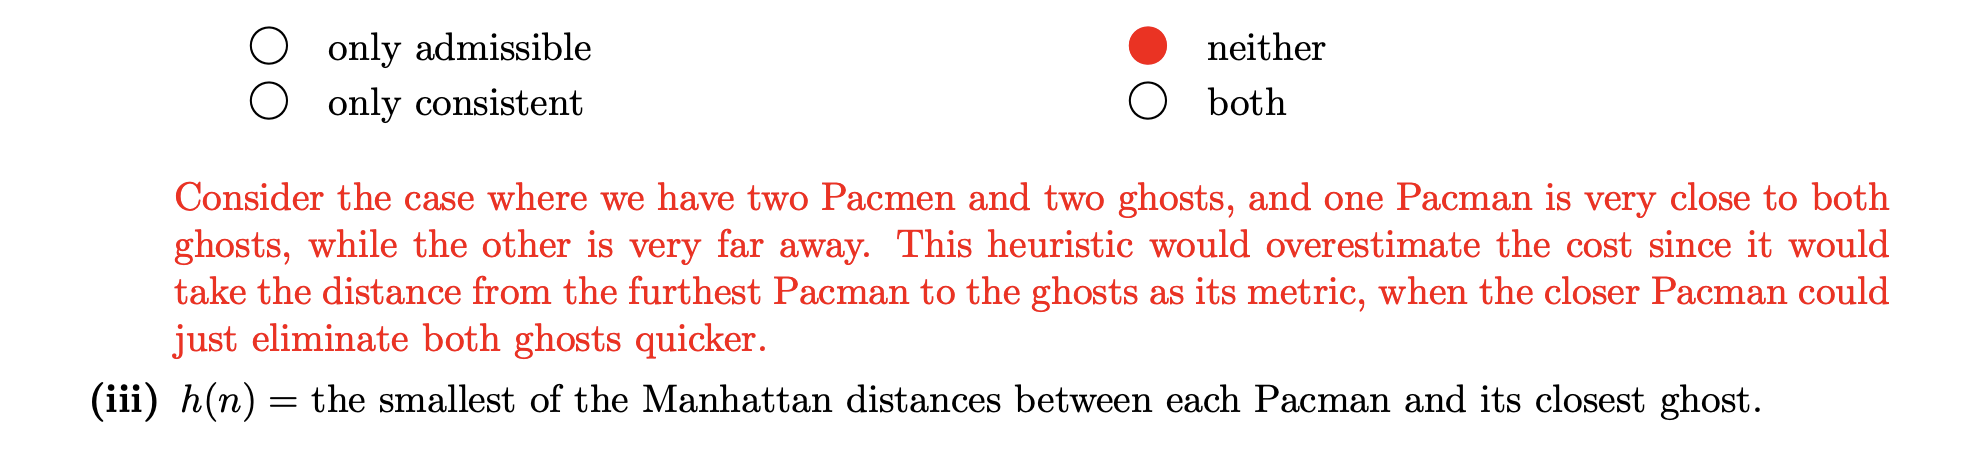 only admissible
neither
only consistent
both
Consider the case where we have two Pacmen and two ghosts, and one Pacman is very close to both
ghosts, while the other is very far away. This heuristic would overestimate the cost since it would
take the distance from the furthest Pacman to the ghosts as its metric, when the closer Pacman could
just eliminate both ghosts quicker.
(iii) h(n) = the smallest of the Manhattan distances between each Pacman and its closest ghost.